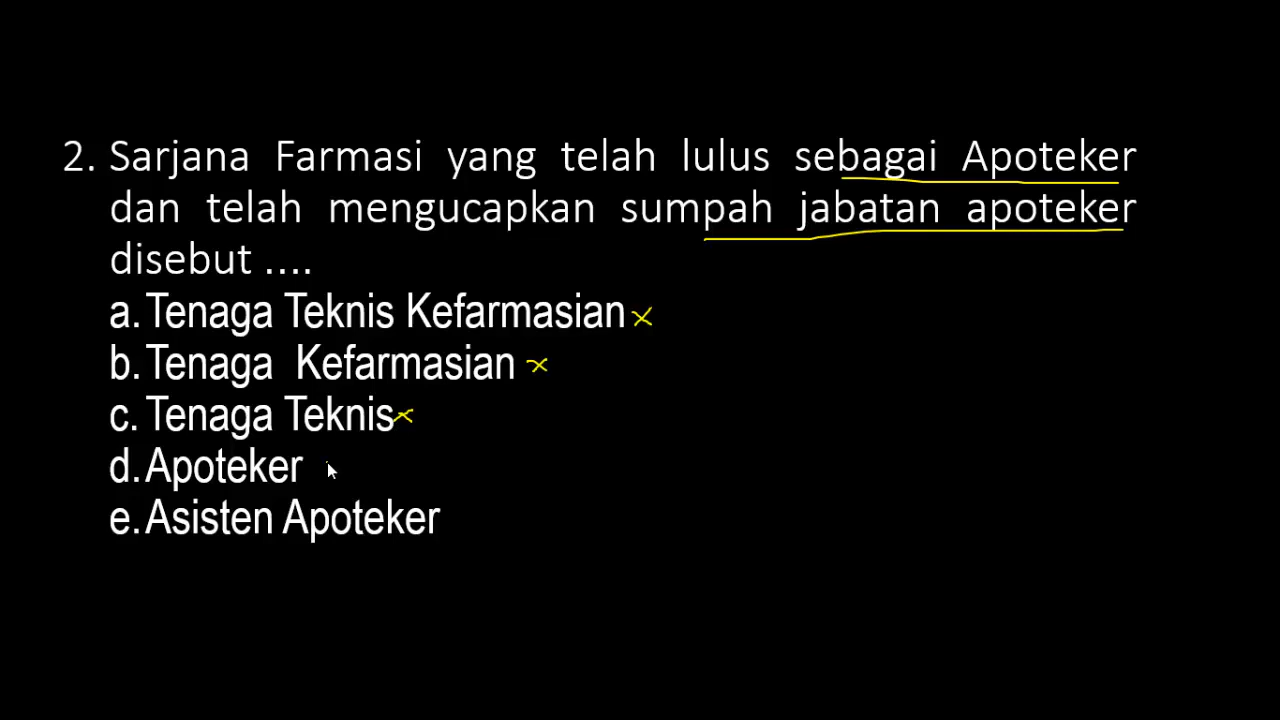 2. Sarjana Farmasi yang telah lulus sebagai Apoteker
dan telah mengucapkan sumpah jabatan apoteker
disebut ....
a. Tenaga Teknis Kefarmasian x
b. Tenaga Kefarmasian x
c. Tenaga Teknis x
d. Apoteker
e. Asisten Apoteker